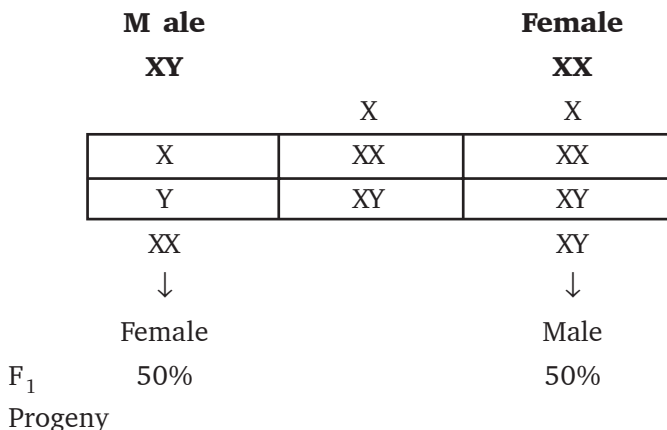 M ale Female
XY XX
X X
X XX XX
Y XY XY
XX XY
↓ ↓
Female Male
F1 50% 50%
Progeny